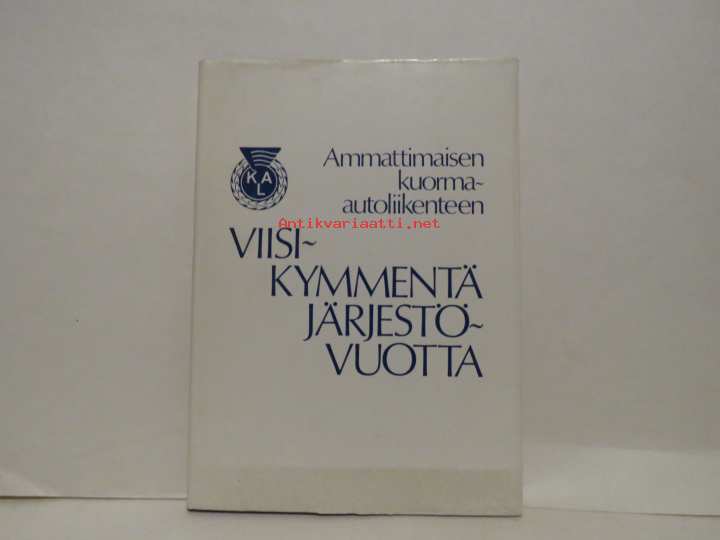 KAL
Ammattimaisen
kuorma~
autoliikenteen
Antikvariaatti.net
VIISI~
KYMMENTÄ
JÄRJESTÖ~
VUOTTA